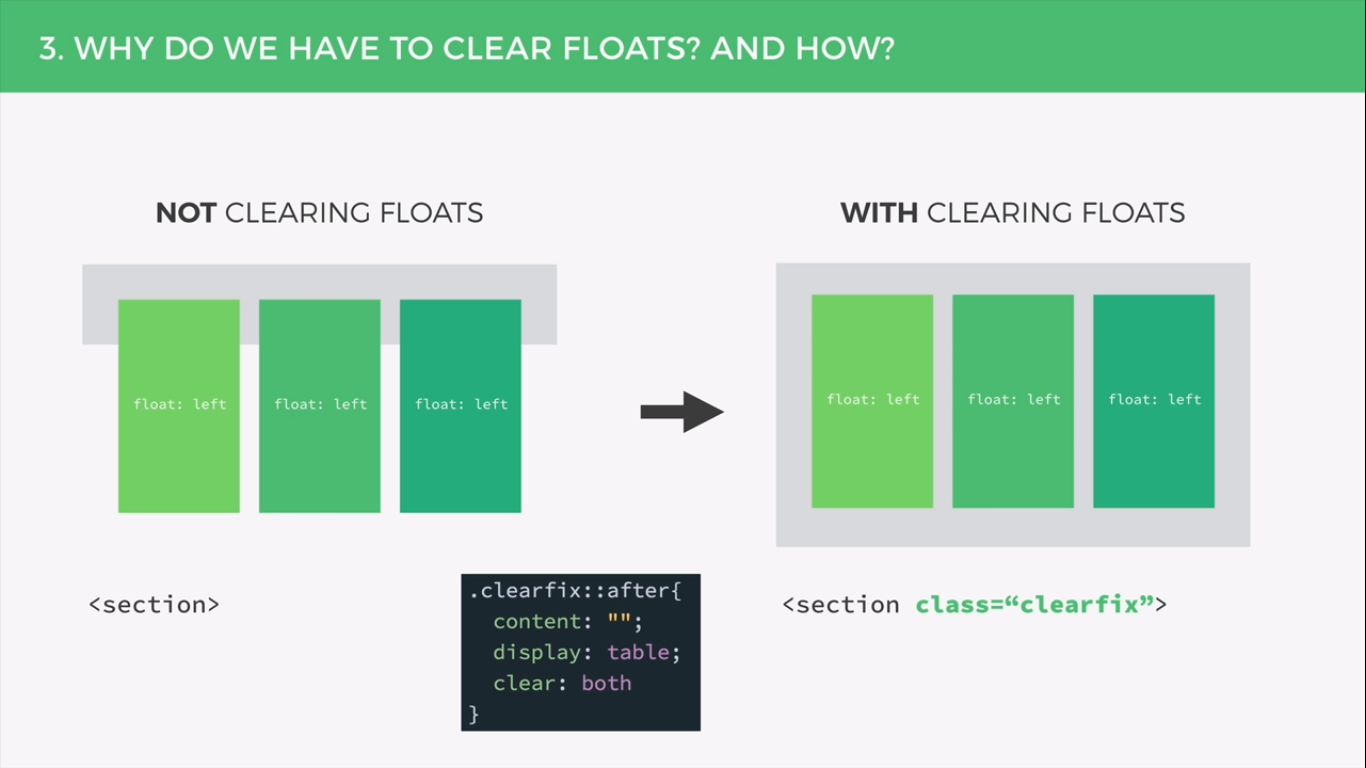 3. WHY DO WE HAVE TO CLEAR FLOATS? AND HOW?
NOT CLEARING FLOATS
float: left
float: left
float: left
<section>
.clearfix::after{
content: "";
display: table;
clear: both
}
WITH CLEARING FLOATS
float: left
float: left
float: left
<section class=“clearfix”>